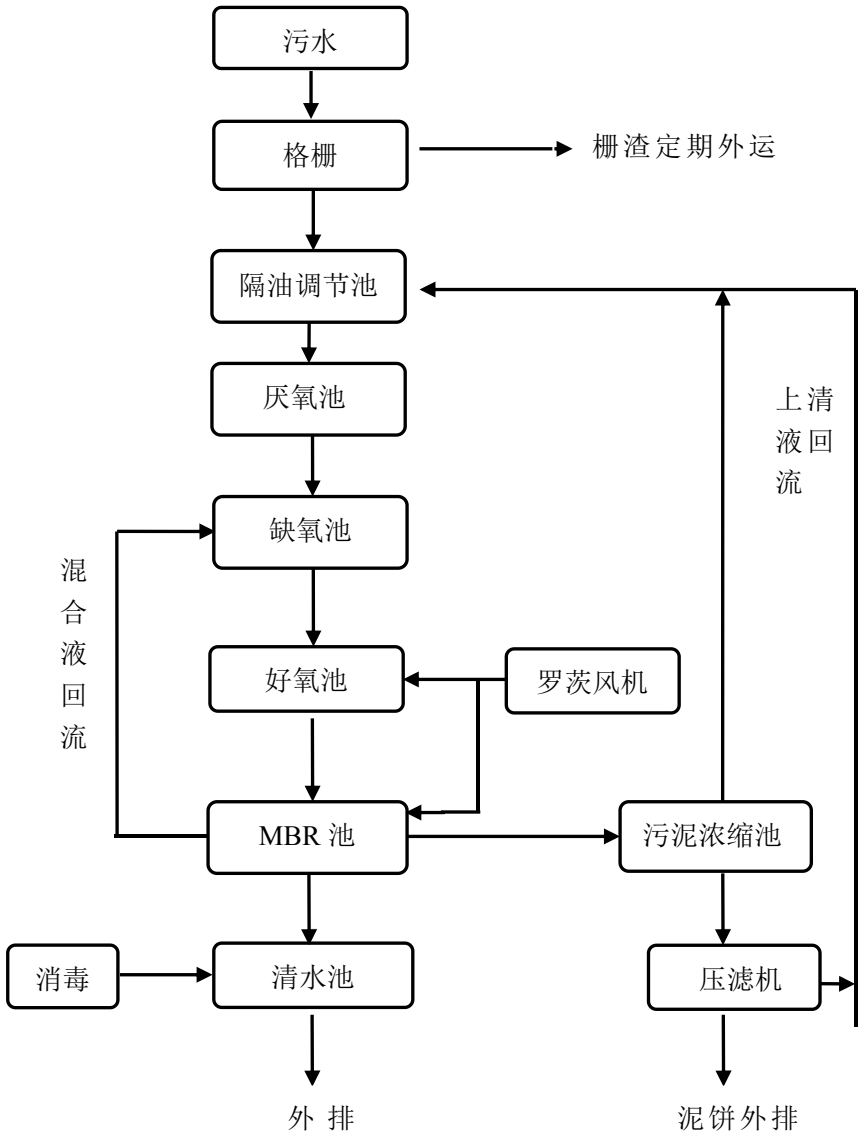 污水
格栅
栅渣定期外运
隔油调节池
厌氧池
上清
液回
流
缺氧池
混
合
液
回
流
好氧池
罗茨风机
MBR 池
污泥浓缩池
消毒
清水池
压滤机
外 排
泥饼外排